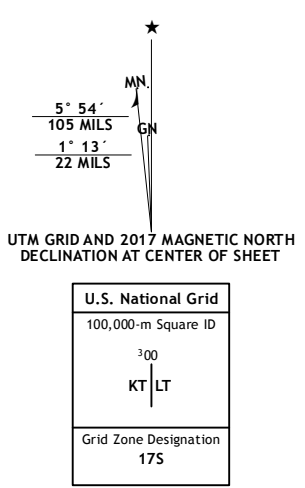 ★
MN.
5° 54´
105 MILS
GN
1° 13´
22 MILS
UTM GRID AND 2017 MAGNETIC NORTH
DECLINATION AT CENTER OF SHEET
U.S. National Grid
100,000-m Square ID
³00
KT LT
Grid Zone Designation
17S